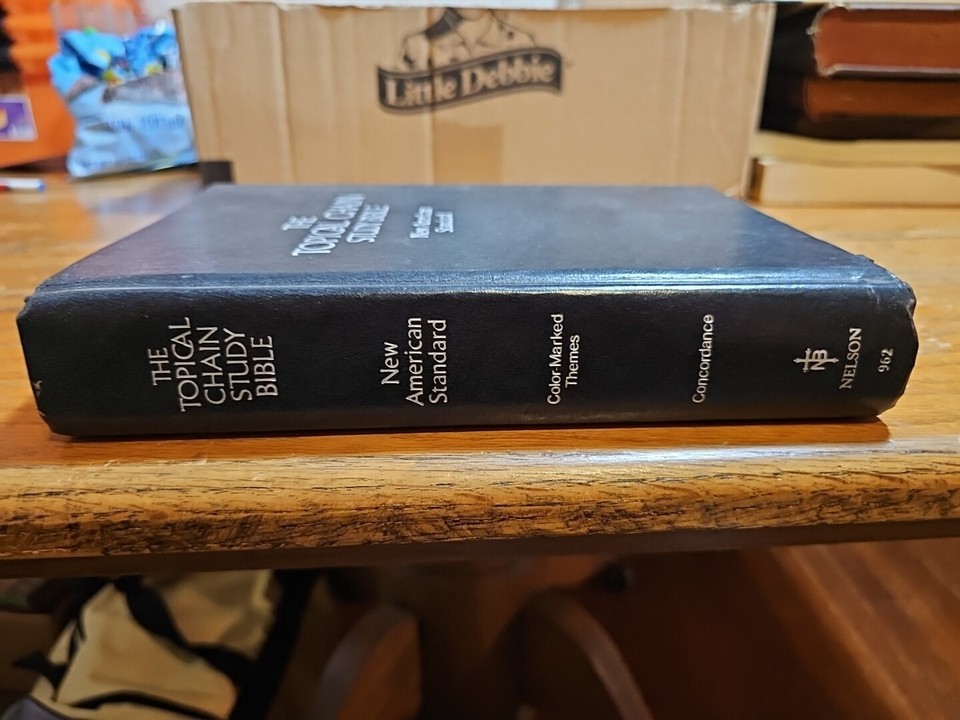 Little Debbie
THE
TOPICAL CHAIN
STUDY BIBLE
New American
Standard
THE
TOPICAL
CHAIN
STUDY
BIBLE
New
American
Standard
Color-Marked
Themes
Concordance
NB
NELSON
962